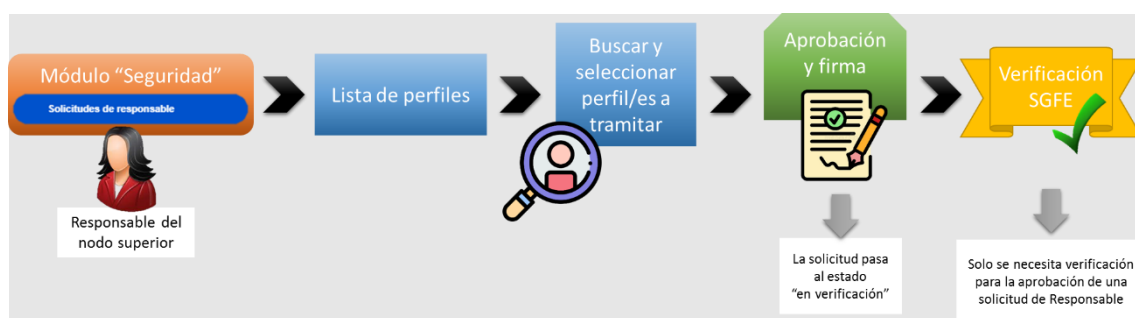 Módulo “Seguridad”
Solicitudes de responsable
Responsable del
nodo superior
Lista de perfiles
Buscar y
seleccionar
perfil/es a
tramitar
Aprobación
y firma
La solicitud pasa
al estado
“en verificación”
Verificación
SGFE
Solo se necesita verificación
para la aprobación de una
solicitud de Responsable